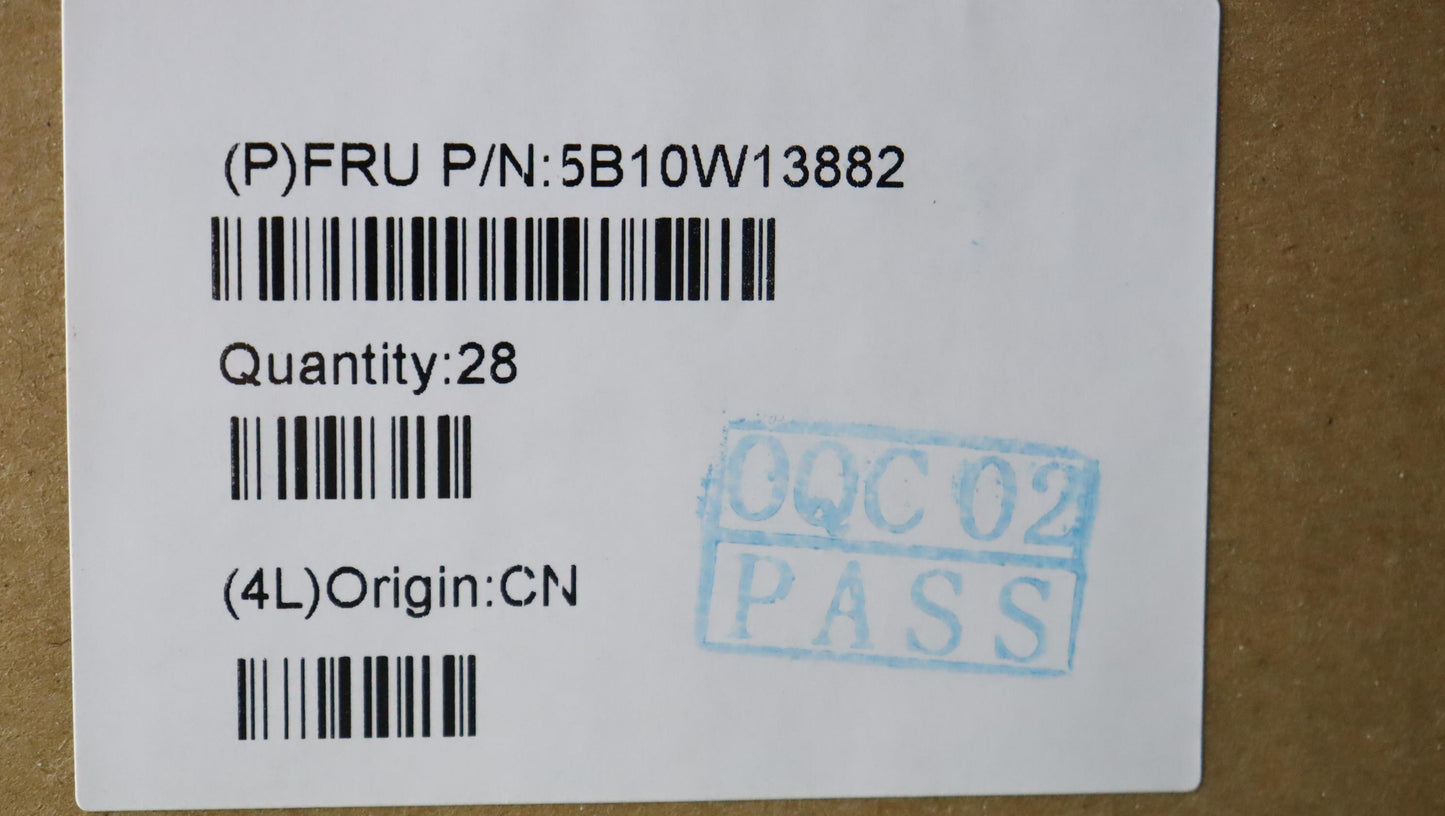 (P)FRU P/N:5B10W13882
Quantity:28
(4L)Origin:CN
OQC 02
PASS